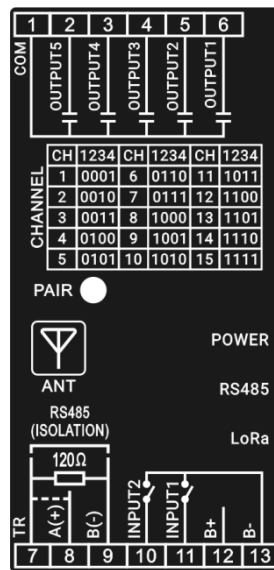 1 2 3 4 5 6
COM OUTPUT5 OUTPUT4 OUTPUT3 OUTPUT2 OUTPUT1
CHANNEL
CH 1234 CH 1234 CH 1234
1 0001 6 0110 11 1011
2 0010 7 0111 12 1100
3 0011 8 1000 13 1101
4 0100 9 1001 14 1110
5 0101 10 1010 15 1111
PAIR
ANT
POWER
RS485
LoRa
RS485
(ISOLATION)
120Ω
TR A(+) B(-) INPUT2 INPUT1 B+ B-
7 8 9 10 11 12 13